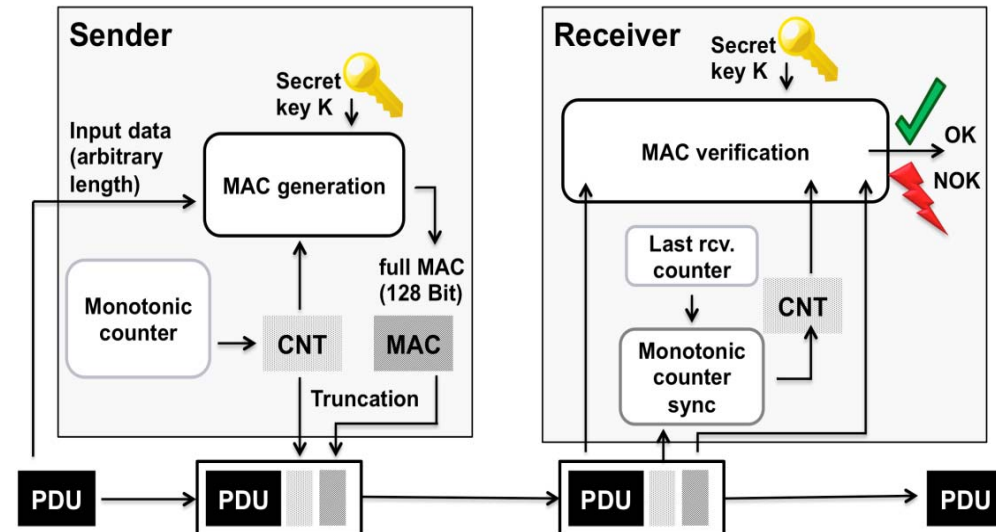 Sender
Secret
key K
Input data
(arbitrary
length)
MAC generation
full MAC
(128 Bit)
Monotonic
counter
CNT
MAC
Truncation
PDU
PDU
Receiver
Secret
key K
MAC verification
OK
NOK
Last rcv.
counter
CNT
Monotonic
counter
sync
PDU
PDU